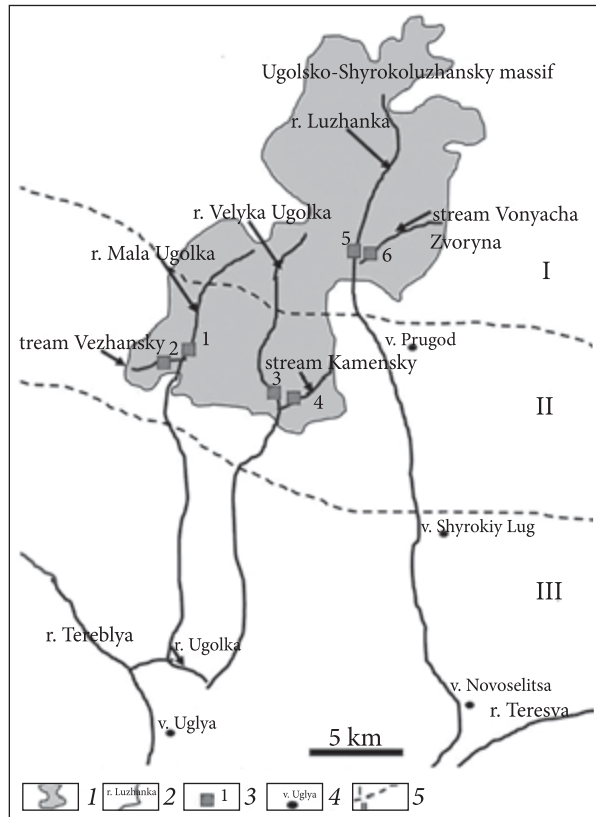 Ugolsko-Shyrokoluzhansky massif
r. Luzhanka
r. Velyka Ugolka
stream Vonyacha
Zvoryna
r. Mala Ugolka
5
6
I
tream Vezhansky
2
1
v. Prugod
stream Kamensky
3
4
II
v. Shyrokiy Lug
III
r. Tereblya
r. Ugolka
v. Novoselitsa
r. Teresva
v. Uglya
5 km
1
r. Luzhanka
2
1
3
v. Uglya
4
5